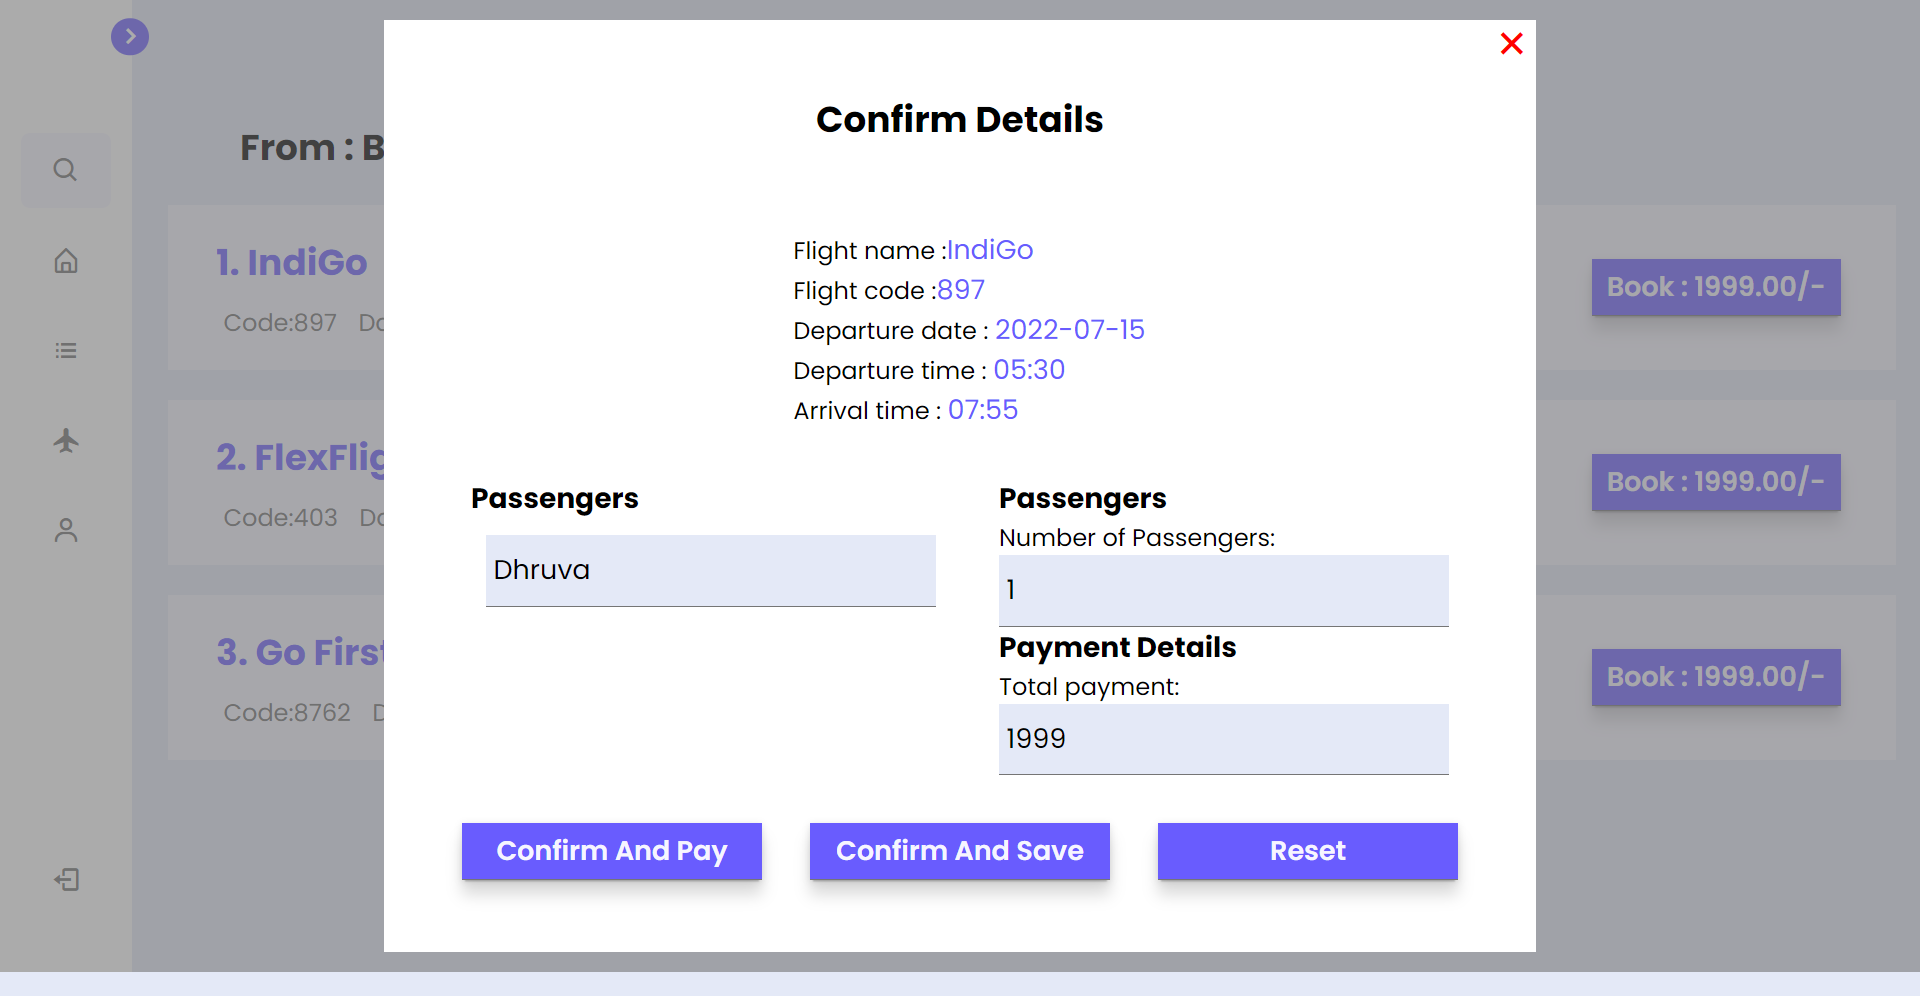 Confirm Details
From : B
1. IndiGo
Code:897 Da
Book : 1999.00/-
2. FlexFlig
Code:403 Da
Book : 1999.00/-
3. Go First
Code:8762 D
Book : 1999.00/-
Flight name :IndiGo
Flight code :897
Departure date : 2022-07-15
Departure time : 05:30
Arrival time : 07:55
Passengers
Dhruva
Passengers
Number of Passengers:
1
Payment Details
Total payment:
1999
Confirm And Pay
Confirm And Save
Reset